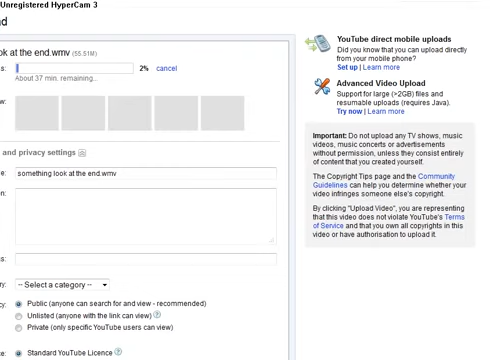 Unregistered HyperCam 3
ad
ok at the end.wmv (55.51M)
s:
2% cancel
About 37 min. remaining...
w:
and privacy settings
e: something look at the end.wmv
on:
s:
ry: -- Select a category --
cy: Public (anyone can search for and view - recommended)
Unlisted (anyone with the link can view)
Private (only specific YouTube users can view)
e: Standard YouTube Licence
YouTube direct mobile uploads
Did you know that you can upload directly
from your mobile phone?
Set up | Learn more
Advanced Video Upload
Support for large (>2GB) files and
resumable uploads (requires Java).
Try now | Learn more
Important: Do not upload any TV shows, music
videos, music concerts or advertisements
without permission, unless they consist entirely
of content that you created yourself.
The Copyright Tips page and the Community
Guidelines can help you determine whether your
video infringes someone else's copyright.
By clicking "Upload Video", you are representing
that this video does not violate YouTube's Terms
of Service and that you own all copyrights in this
video or have authorisation to upload it.